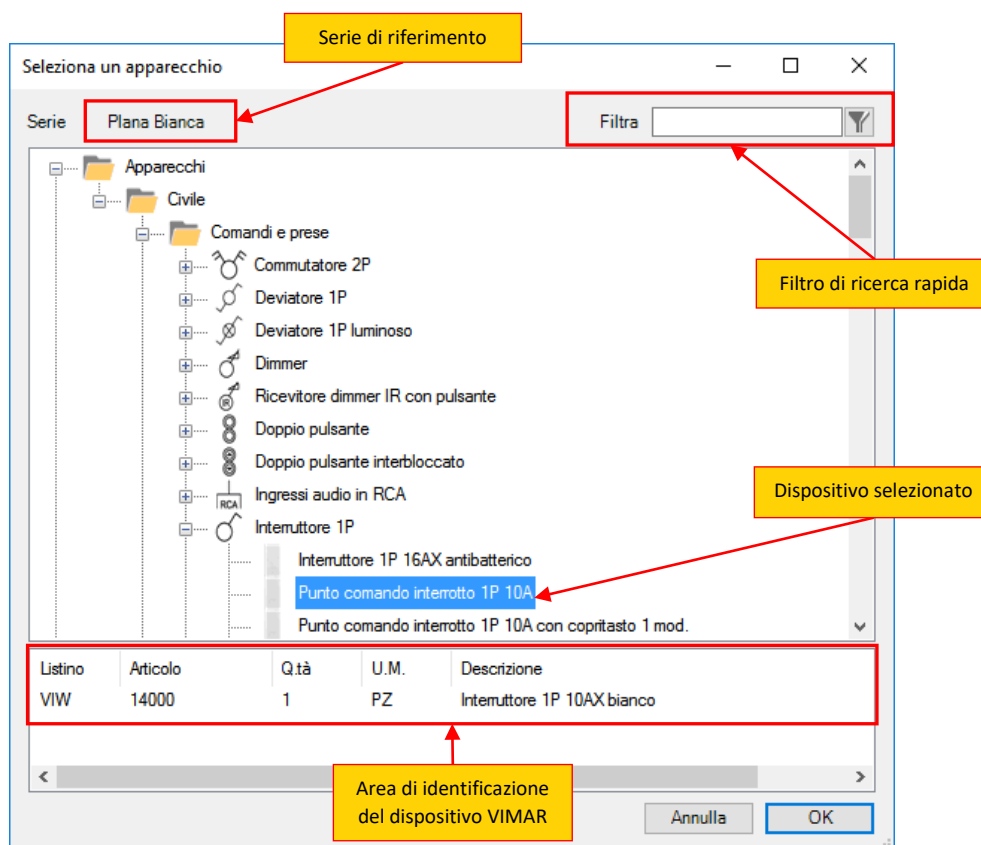 Serie di riferimento
Seleziona un apparecchio
Serie Plana Bianca Filtra
Apparecchi
Civile
Comandi e prese
Commutatore 2P
Deviatore 1P
Filtro di ricerca rapida
Deviatore 1P luminoso
Dimmer
IR Ricevitore dimmer IR con pulsante
Doppio pulsante
Doppio pulsante interbloccato
RCA Ingressi audio in RCA
Dispositivo selezionato
Interruttore 1P
Interruttore 1P 16AX antibatterico
Punto comando interrotto 1P 10A
Punto comando interrotto 1P 10A con copritasto 1 mod.
Listino Articolo Q.tà U.M. Descrizione
VIW 14000 1 PZ Interruttore 1P 10AX bianco
Area di identificazione
del dispositivo VIMAR
Annulla OK